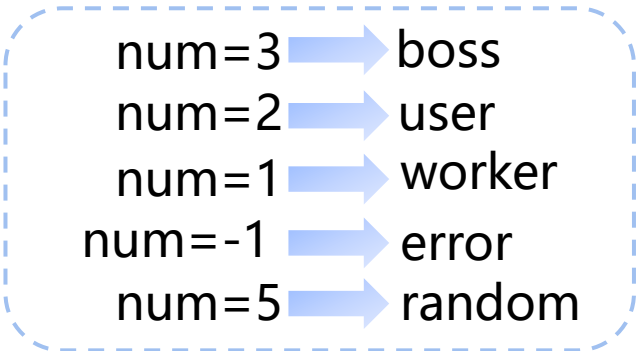 num=3 boss
num=2 user
num=1 worker
num=-1 error
num=5 random